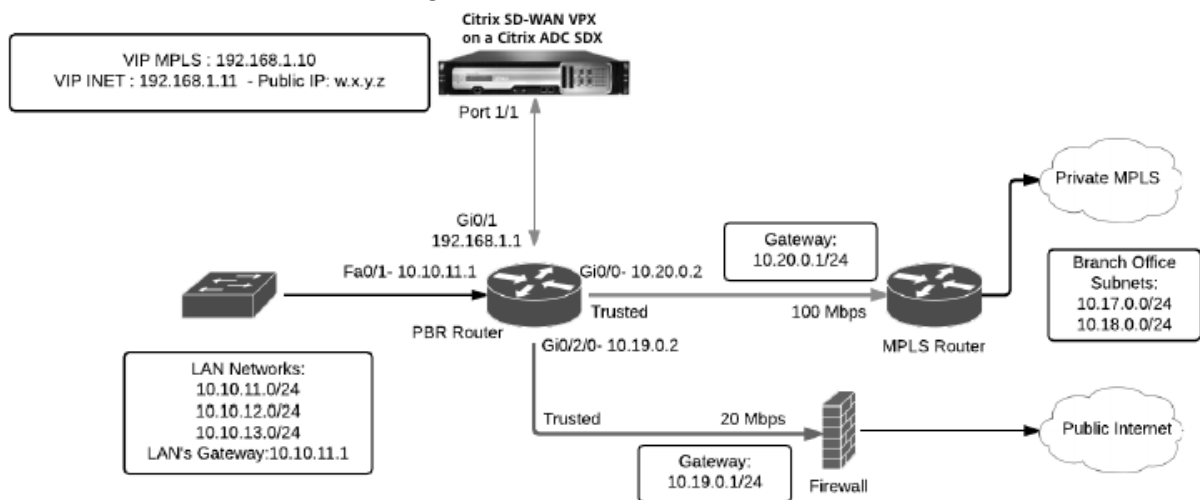 Citrix SD-WAN VPX
on a Citrix ADC SDX
VIP MPLS : 192.168.1.10
VIP INET : 192.168.1.11 - Public IP: w.x.y.z
Port 1/1
Private MPLS
Gi0/1
192.168.1.1
Gateway:
10.20.0.1/24
Fa0/1- 10.10.11.1
Gi0/0- 10.20.0.2
Branch Office
Subnets:
10.17.0.0/24
10.18.0.0/24
Trusted
100 Mbps
PBR Router
MPLS Router
Gi0/2/0- 10.19.0.2
LAN Networks:
10.10.11.0/24
10.10.12.0/24
10.10.13.0/24
LAN's Gateway:10.10.11.1
Trusted
20 Mbps
Public Internet
Gateway:
10.19.0.1/24
Firewall